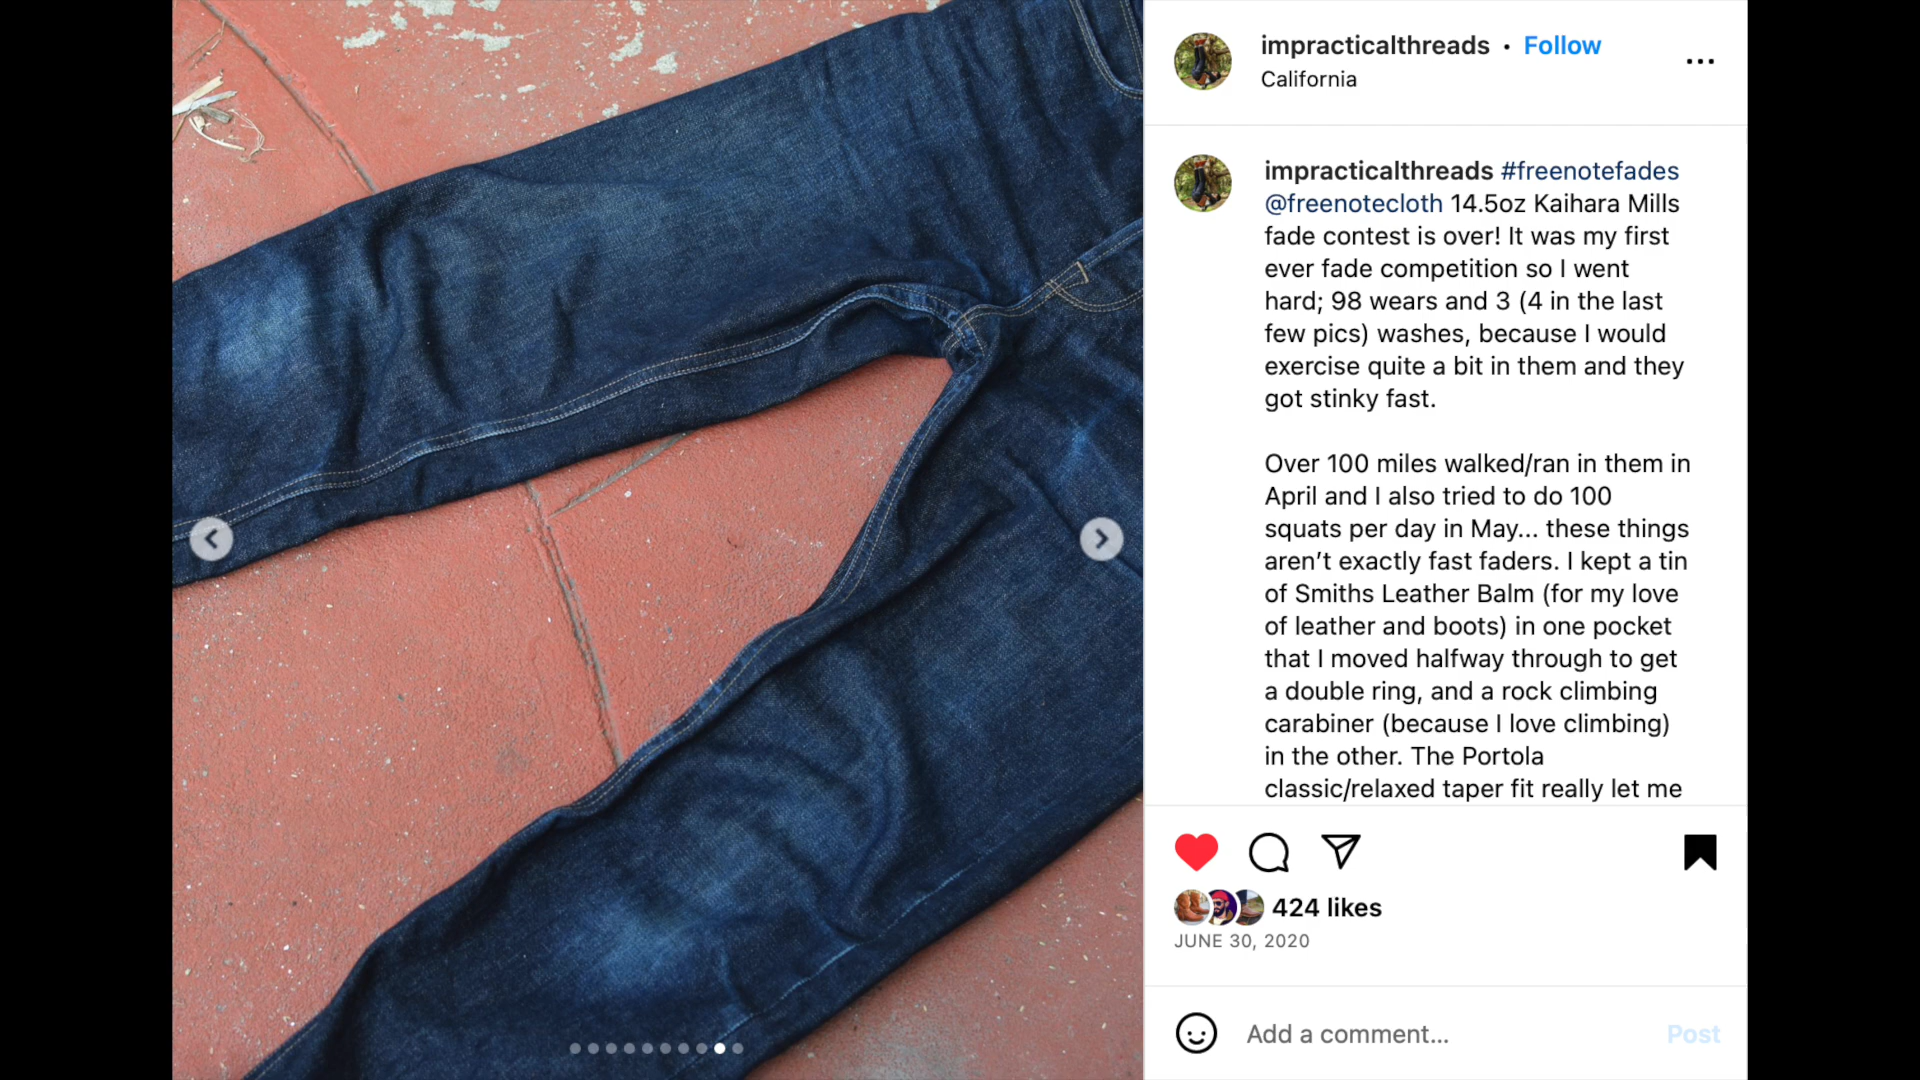 impracticalthreads • Follow
California
impracticalthreads #freenotefades
@freenotecloth 14.5oz Kaihara Mills
fade contest is over! It was my first
ever fade competition so I went
hard; 98 wears and 3 (4 in the last
few pics) washes, because I would
exercise quite a bit in them and they
got stinky fast.
Over 100 miles walked/ran in them in
April and I also tried to do 100
squats per day in May... these things
aren’t exactly fast faders. I kept a tin
of Smiths Leather Balm (for my love
of leather and boots) in one pocket
that I moved halfway through to get
a double ring, and a rock climbing
carabiner (because I love climbing)
in the other. The Portola
classic/relaxed taper fit really let me
424 likes
JUNE 30, 2020
Add a comment...
Post